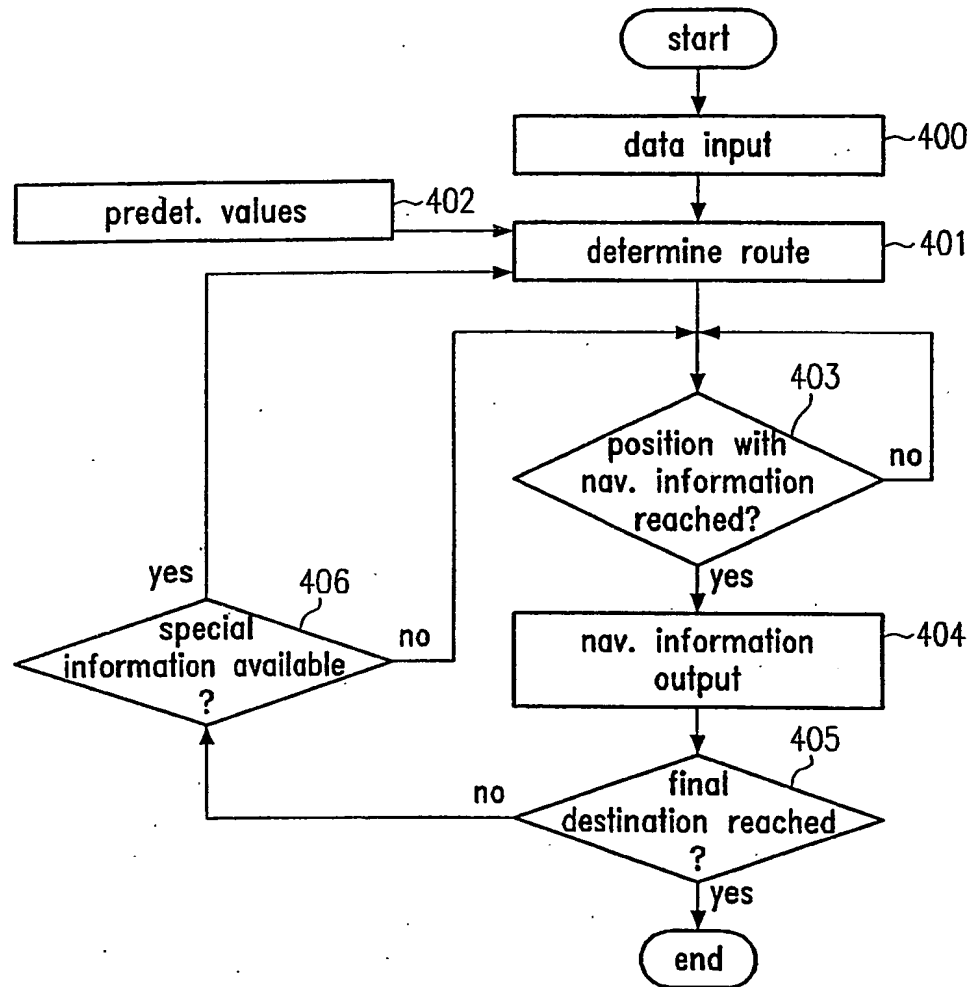 start
data input
400
predet. values
402
determine route
401
403
position with
nav. information
reached?
no
yes
yes
406
special
information available
?
no
nav. information
output
404
405
no
final
destination reached
?
yes
end